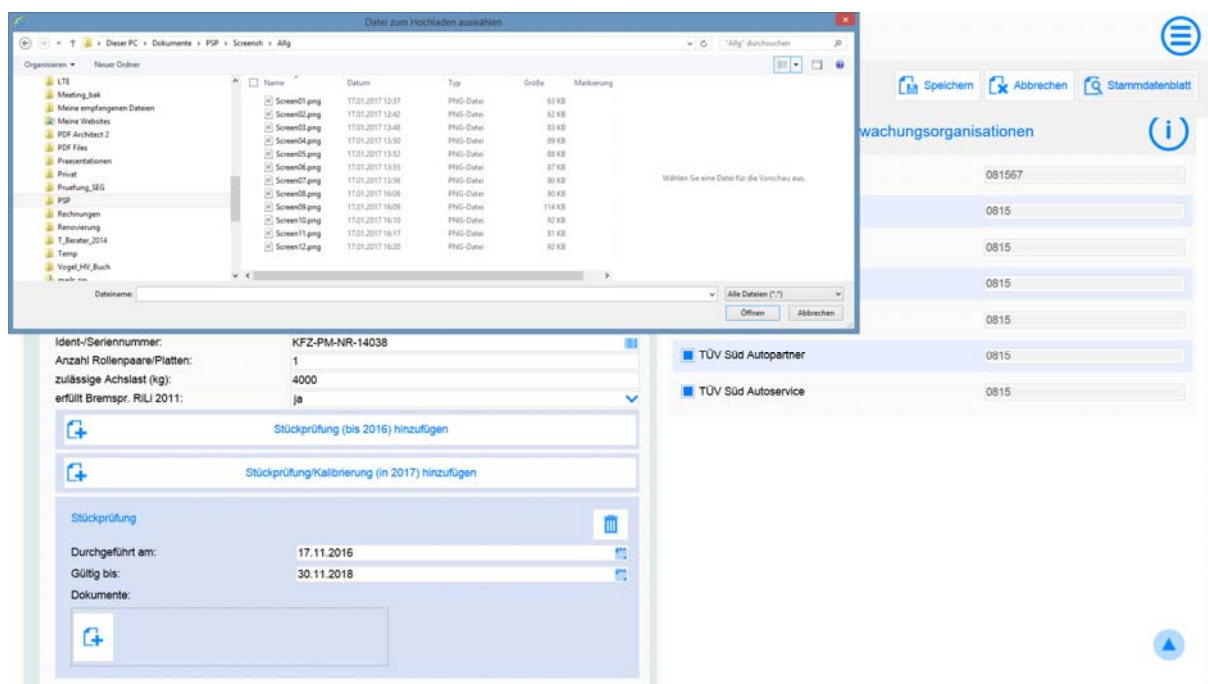 Datei zum Hochladen auswählen
Dieser PC Dokumente PSP Screensh Allg
"Allg" durchsuchen
Organisieren Neuer Ordner
LTE
Meeting_bak
Meine empfangenen Dateien
Meine Websites
PDF Architect 2
PDF Files
Praesentationen
Privat
Pruefung_SEG
PSP
Rechnungen
Renovierung
T_Berater_2014
Temp
Vogel_HV_Buch
Name Datum Typ Größe Markierung
Screen01.png 17.01.2017 12:37 PNG-Datei 63 KB
Screen02.png 17.01.2017 12:42 PNG-Datei 62 KB
Screen03.png 17.01.2017 13:48 PNG-Datei 83 KB
Screen04.png 17.01.2017 13:50 PNG-Datei 89 KB
Screen05.png 17.01.2017 13:52 PNG-Datei 88 KB
Screen06.png 17.01.2017 13:55 PNG-Datei 87 KB
Screen07.png 17.01.2017 13:56 PNG-Datei 90 KB
Screen08.png 17.01.2017 16:08 PNG-Datei 90 KB
Screen09.png 17.01.2017 16:09 PNG-Datei 114 KB
Screen10.png 17.01.2017 16:10 PNG-Datei 92 KB
Screen11.png 17.01.2017 16:17 PNG-Datei 81 KB
Screen12.png 17.01.2017 16:20 PNG-Datei 92 KB
Wählen Sie eine Datei für die Vorschau aus.
Dateiname:
Alle Dateien (*.*)
Öffnen Abbrechen
Speichern Abbrechen Stammdatenblatt
wachungsorganisationen
081567
0815
0815
0815
0815
TÜV Süd Autopartner 0815
TÜV Süd Autoservice 0815
Ident-/Seriennummer: KFZ-PM-NR-14038
Anzahl Rollenpaare/Platten: 1
zulässige Achslast (kg): 4000
erfüllt Bremspr. RiLi 2011: ja
Stückprüfung (bis 2016) hinzufügen
Stückprüfung/Kalibrierung (in 2017) hinzufügen
Stückprüfung
Durchgeführt am: 17.11.2016
Gültig bis: 30.11.2018
Dokumente: